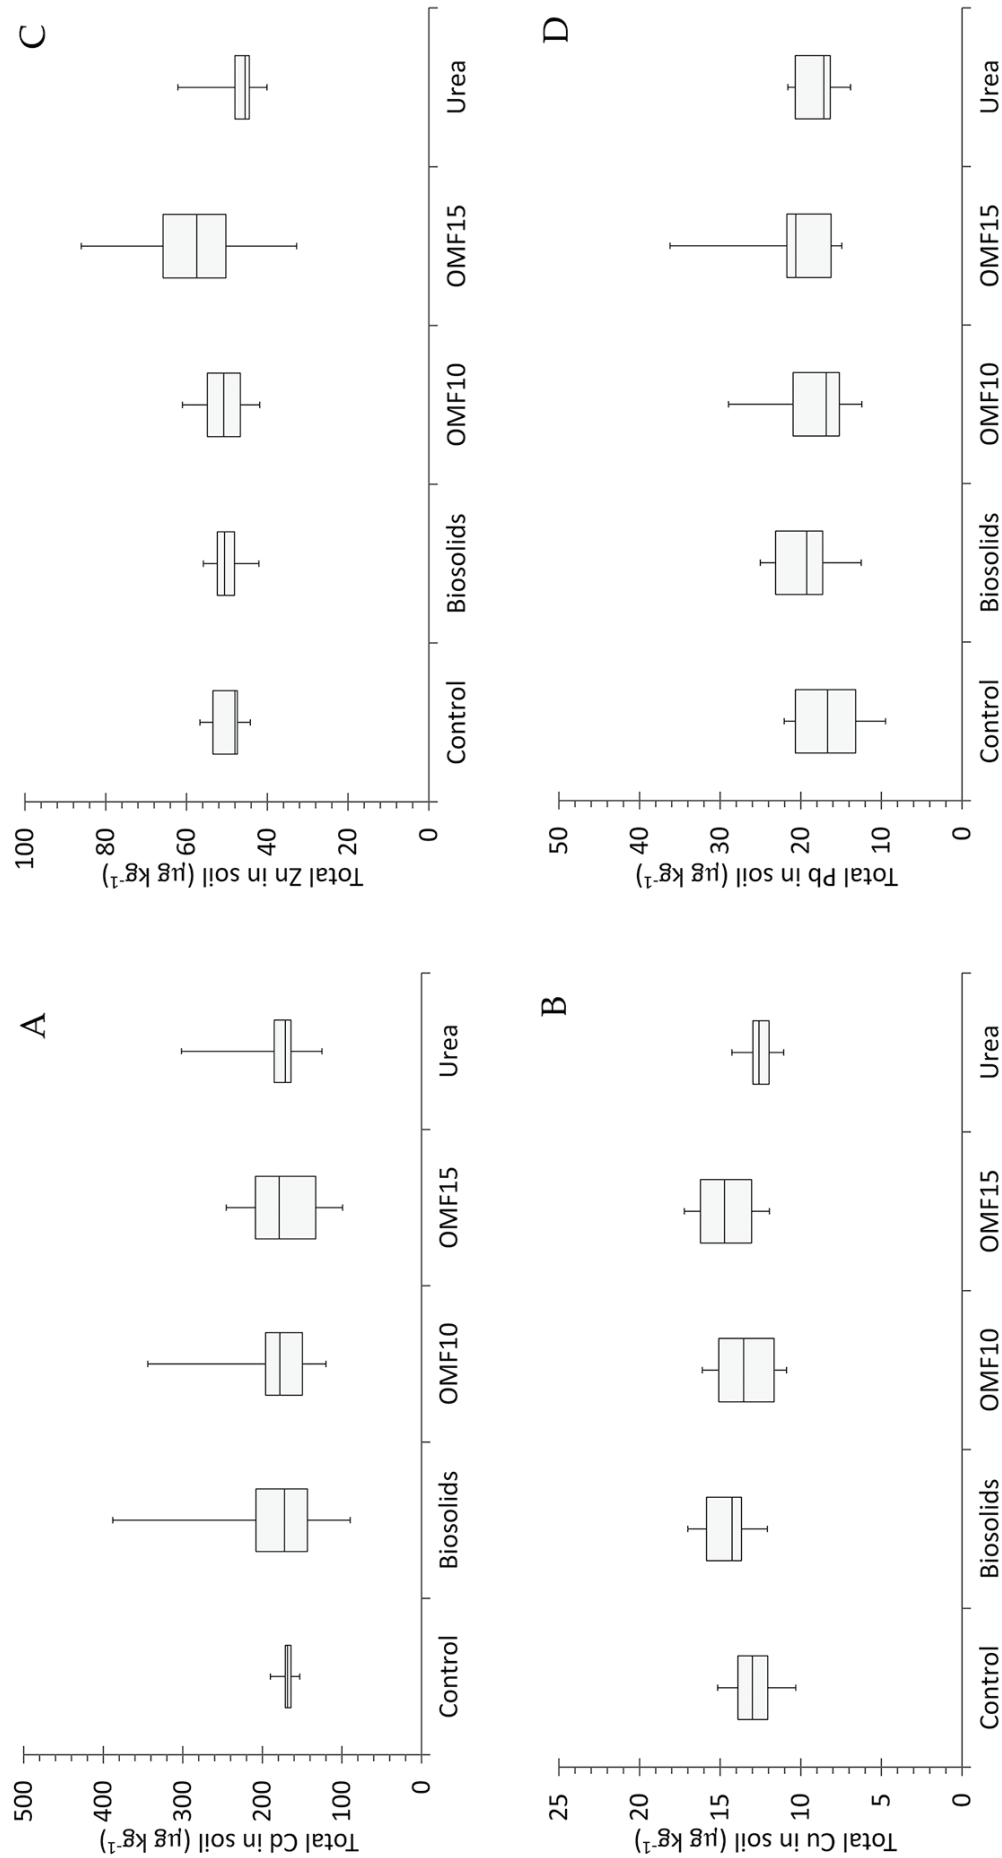 A
Total Cd in soil (µg kg-1)
500
400
300
200
100
0
Control
Biosolids
OMF10
OMF15
Urea
C
Total Zn in soil (µg kg-1)
100
80
60
40
20
0
Control
Biosolids
OMF10
OMF15
Urea
B
Total Cu in soil (µg kg-1)
25
20
15
10
5
0
Control
Biosolids
OMF10
OMF15
Urea
D
Total Pb in soil (µg kg-1)
50
40
30
20
10
0
Control
Biosolids
OMF10
OMF15
Urea